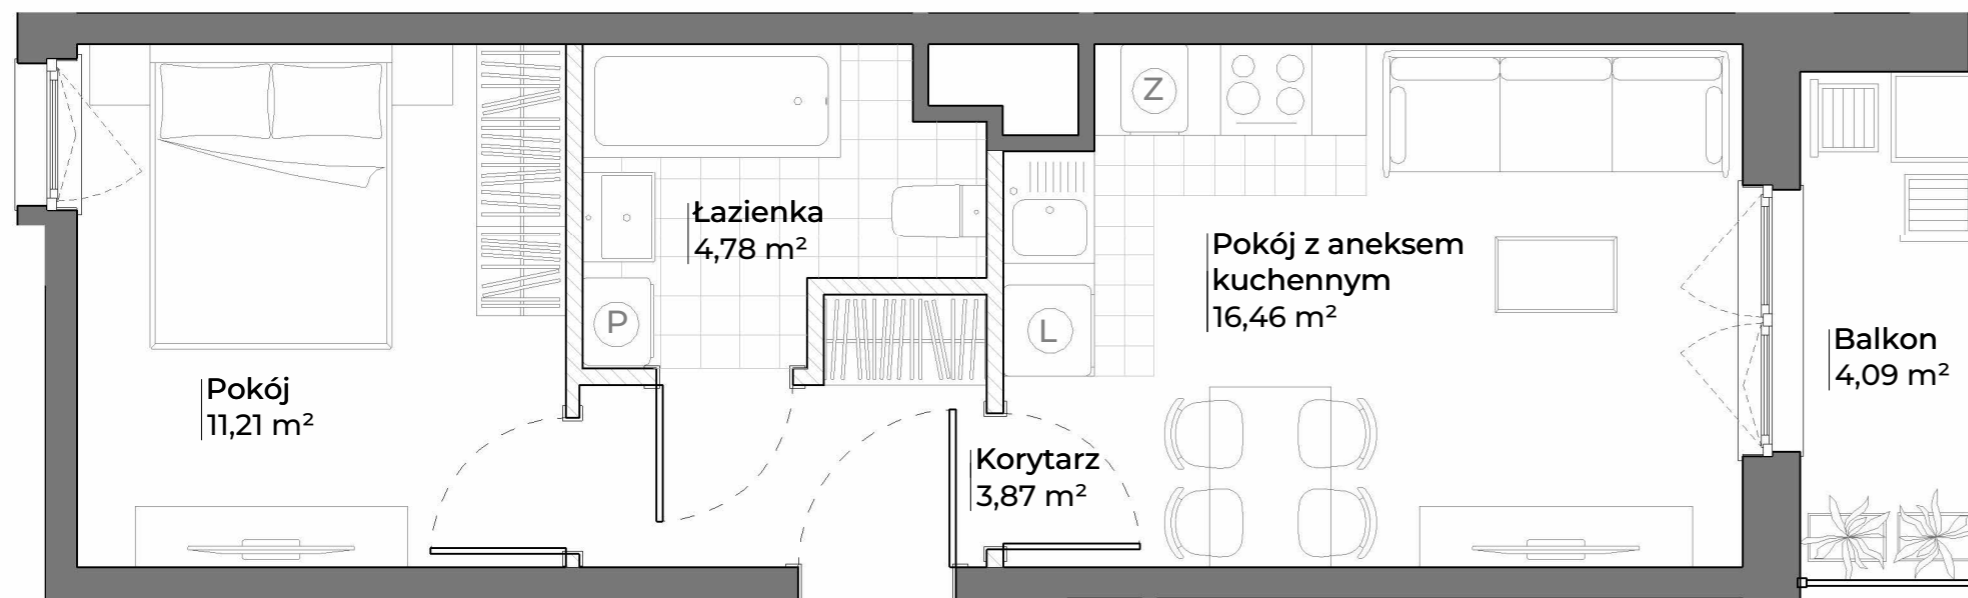 Z
Łazienka
4,78 m²
Pokój z aneksem
kuchennym
16,46 m²
P
L
Balkon
4,09 m²
Pokój
11,21 m²
Korytarz
3,87 m²